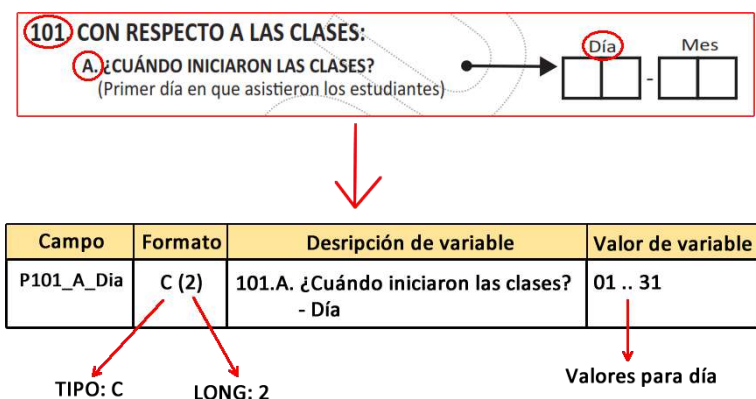 101. CON RESPECTO A LAS CLASES:
A. ¿CUÁNDO INICIARON LAS CLASES?
(Primer día en que asistieron los estudiantes)
Día Mes
-
Campo Formato Desripción de variable Valor de variable
P101_A_Dia C (2) 101.A. ¿Cuándo iniciaron las clases? 01 .. 31
- Día
TIPO: C LONG: 2 Valores para día